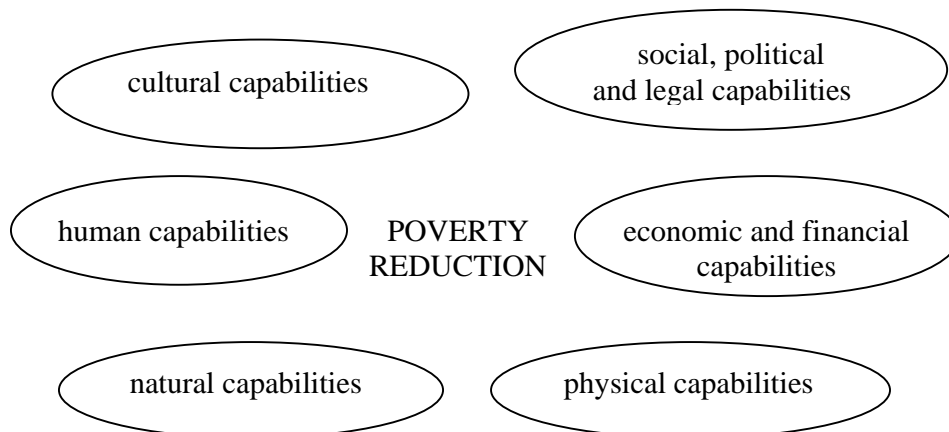 cultural capabilities
social, political
and legal capabilities
human capabilities
POVERTY
REDUCTION
economic and financial
capabilities
natural capabilities
physical capabilities